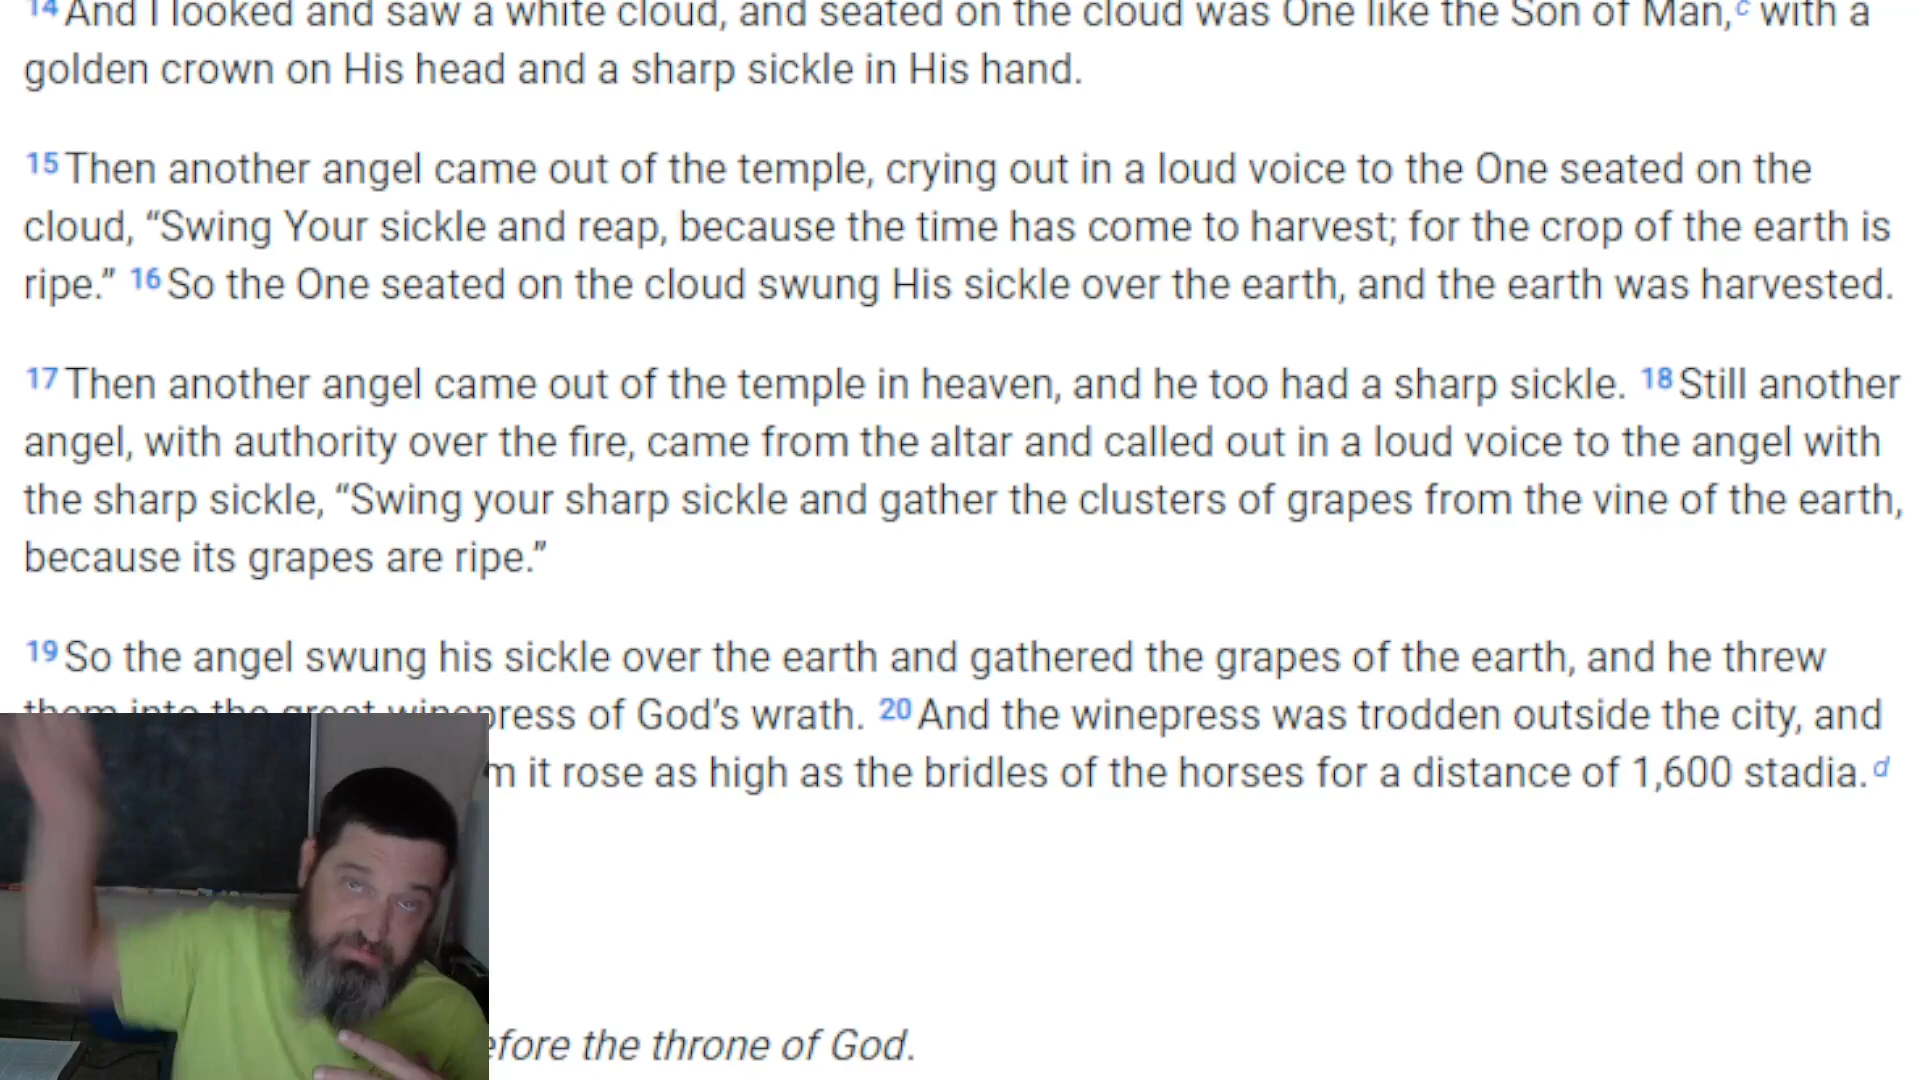 14 And I looked and saw a white cloud, and seated on the cloud was One like the Son of Man,c with a
golden crown on His head and a sharp sickle in His hand.
15 Then another angel came out of the temple, crying out in a loud voice to the One seated on the
cloud, “Swing Your sickle and reap, because the time has come to harvest; for the crop of the earth is
ripe.” 16 So the One seated on the cloud swung His sickle over the earth, and the earth was harvested.
17 Then another angel came out of the temple in heaven, and he too had a sharp sickle. 18 Still another
angel, with authority over the fire, came from the altar and called out in a loud voice to the angel with
the sharp sickle, “Swing your sharp sickle and gather the clusters of grapes from the vine of the earth,
because its grapes are ripe.”
19 So the angel swung his sickle over the earth and gathered the grapes of the earth, and he threw
them into the great winepress of God’s wrath. 20 And the winepress was trodden outside the city, and
it rose as high as the bridles of the horses for a distance of 1,600 stadia.d
the throne of God.